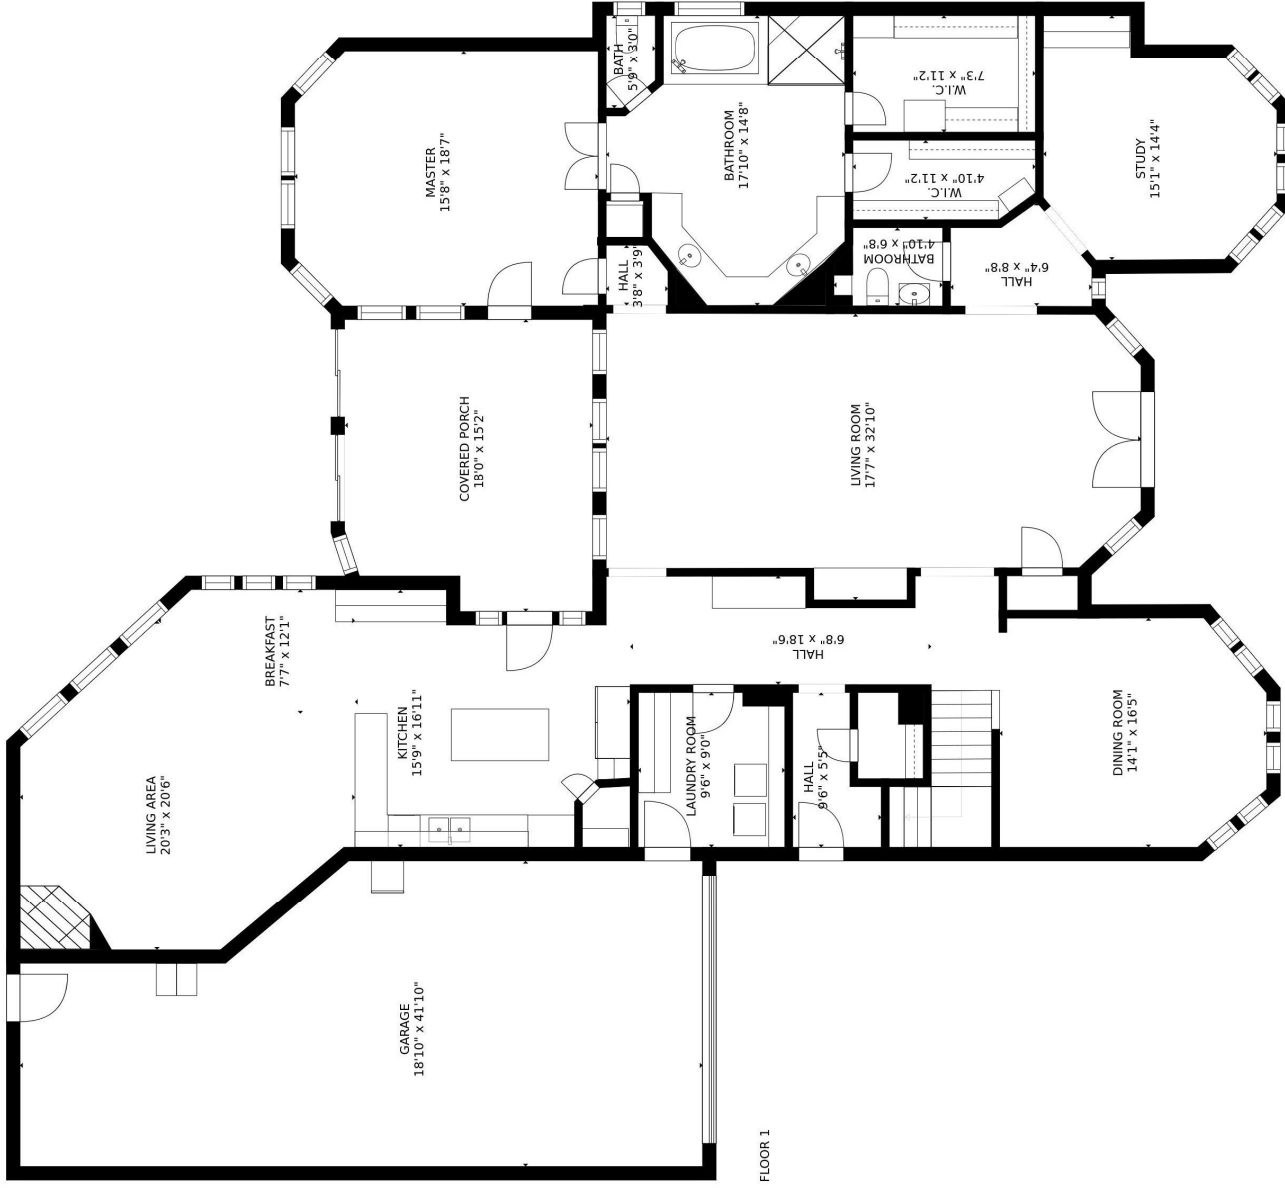 BATH
5'9" x 3'0"
W.I.C.
7'3" x 11'2"
MASTER
15'8" x 18'7"
BATHROOM
17'10" x 14'8"
STUDY
15'1" x 14'4"
W.I.C.
4'10" x 11'2"
HALL
3'8" x 3'9"
BATHROOM
4'10" x 6'8"
HALL
6'4" x 8'8"
COVERED PORCH
18'0" x 15'2"
LIVING ROOM
17'7" x 32'10"
BREAKFAST
7'7" x 12'1"
HALL
6'8" x 18'6"
KITCHEN
15'9" x 16'11"
LAUNDRY ROOM
9'6" x 9'0"
HALL
9'6" x 5'5"
DINING ROOM
14'1" x 16'5"
LIVING AREA
20'3" x 20'6"
GARAGE
18'10" x 41'10"
FLOOR 1